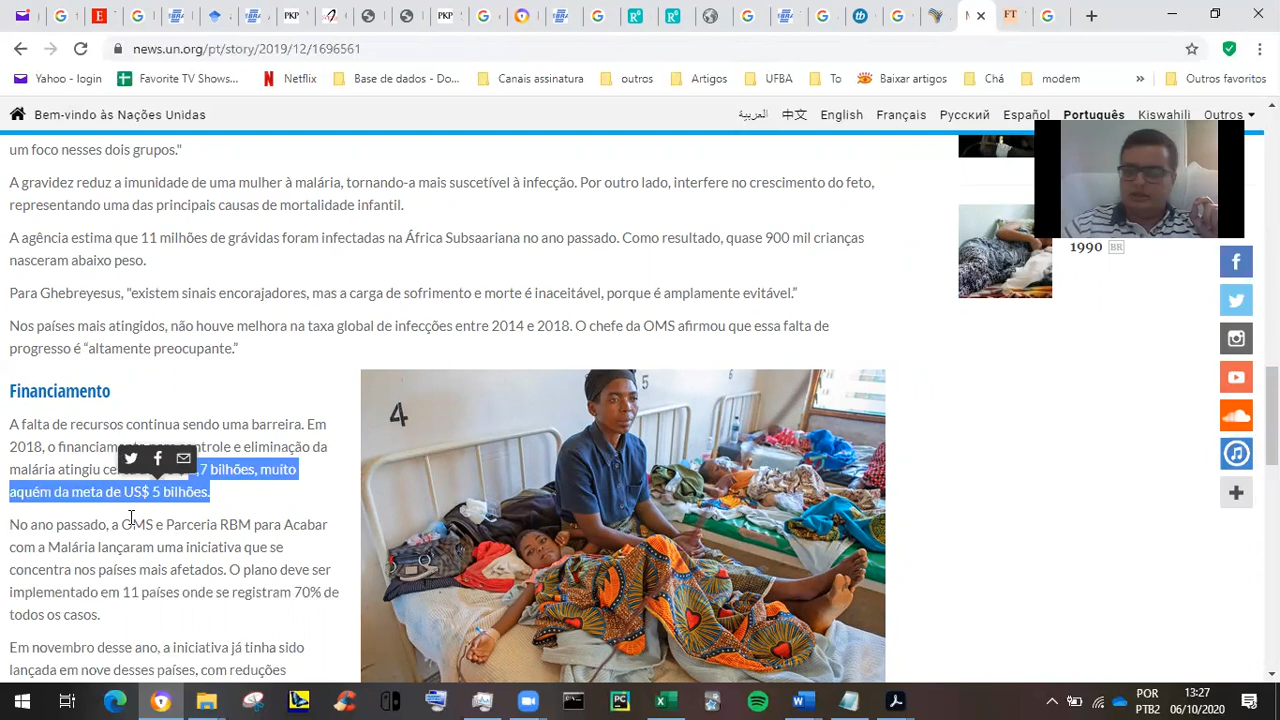 PKP
PKP
R⁰
R⁰
tb
FT
news.un.org/pt/story/2019/12/1696561
Yahoo - login
Favorite TV Shows...
Netflix
Base de dados - Do...
Canais assinatura
outros
Artigos
UFBA
To
Baixar artigos
Chá
modem
»
Outros favoritos
Bem-vindo às Nações Unidas
العربية
中文
English
Français
Русский
Español
Português
Kiswahili
Outros
um foco nesses dois grupos."
A gravidez reduz a imunidade de uma mulher à malária, tornando-a mais suscetível à infecção. Por outro lado, interfere no crescimento do feto,
representando uma das principais causas de mortalidade infantil.
A agência estima que 11 milhões de grávidas foram infectadas na África Subsaariana no ano passado. Como resultado, quase 900 mil crianças
nasceram abaixo peso.
Para Ghebreyesus, "existem sinais encorajadores, mas a carga de sofrimento e morte é inaceitável, porque é amplamente evitável.”
Nos países mais atingidos, não houve melhora na taxa global de infecções entre 2014 e 2018. O chefe da OMS afirmou que essa falta de
progresso é “altamente preocupante.”
1990 BR
Financiamento
A falta de recursos continua sendo uma barreira. Em
2018, o financiamento controle e eliminação da
malária atingiu ,7 bilhões, muito
aquém da meta de US$ 5 bilhões.
No ano passado, a OMS e Parceria RBM para Acabar
com a Malária lançaram uma iniciativa que se
concentra nos países mais afetados. O plano deve ser
implementado em 11 países onde se registram 70% de
todos os casos.
Em novembro desse ano, a iniciativa já tinha sido
lançada em nove desses países, com reduções
4
5
6
POR
PTB2
13:27
06/10/2020